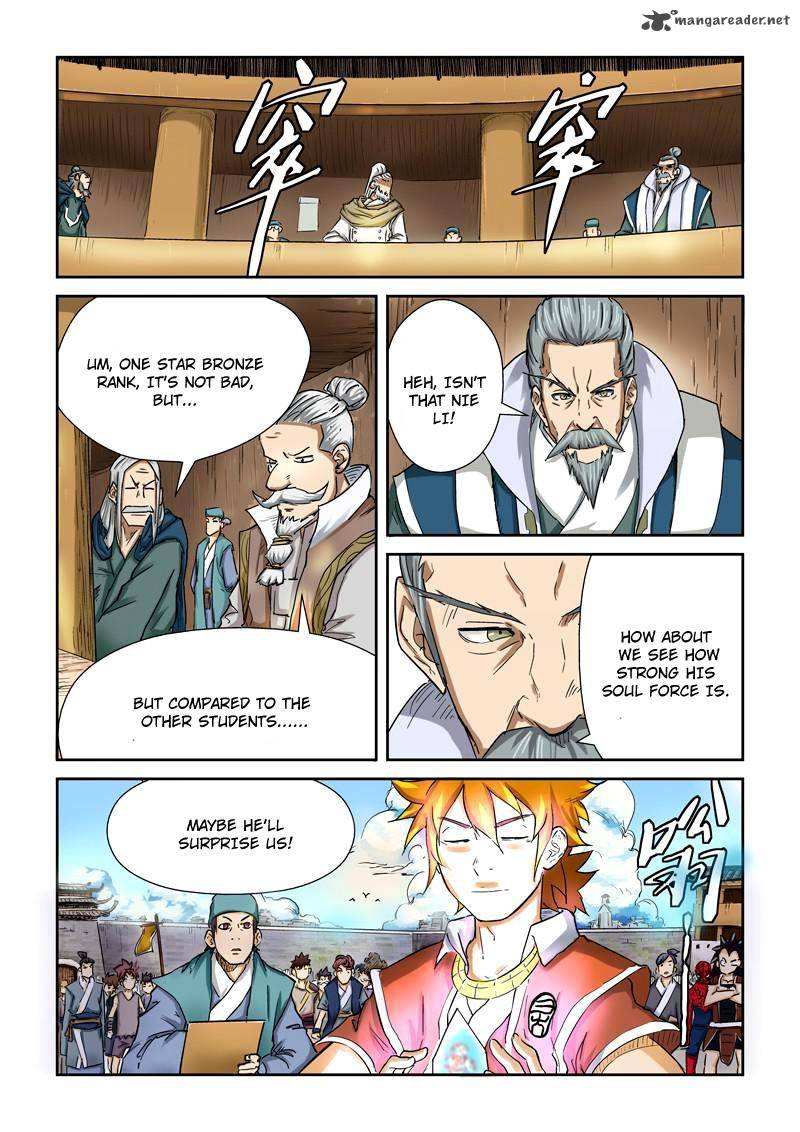 mangareader.net
UM, ONE STAR BRONZE
RANK, IT'S NOT BAD,
BUT...
HEH, ISN'T
THAT NIE
LI!
BUT COMPARED TO THE
OTHER STUDENTS......
HOW ABOUT
WE SEE HOW
STRONG HIS
SOUL FORCE IS.
MAYBE HE'LL
SURPRISE US!